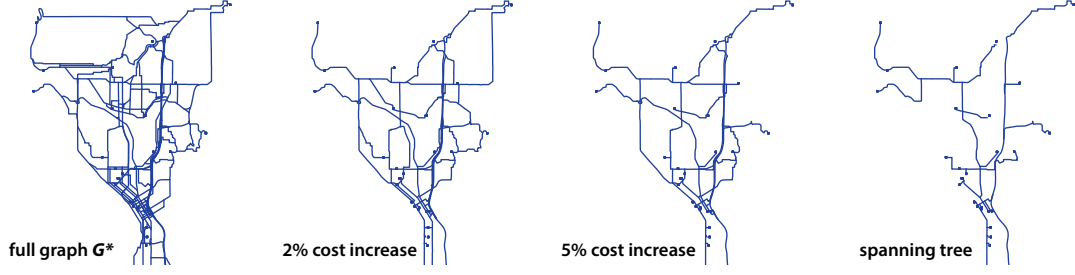 full graph G*
2% cost increase
5% cost increase
spanning tree